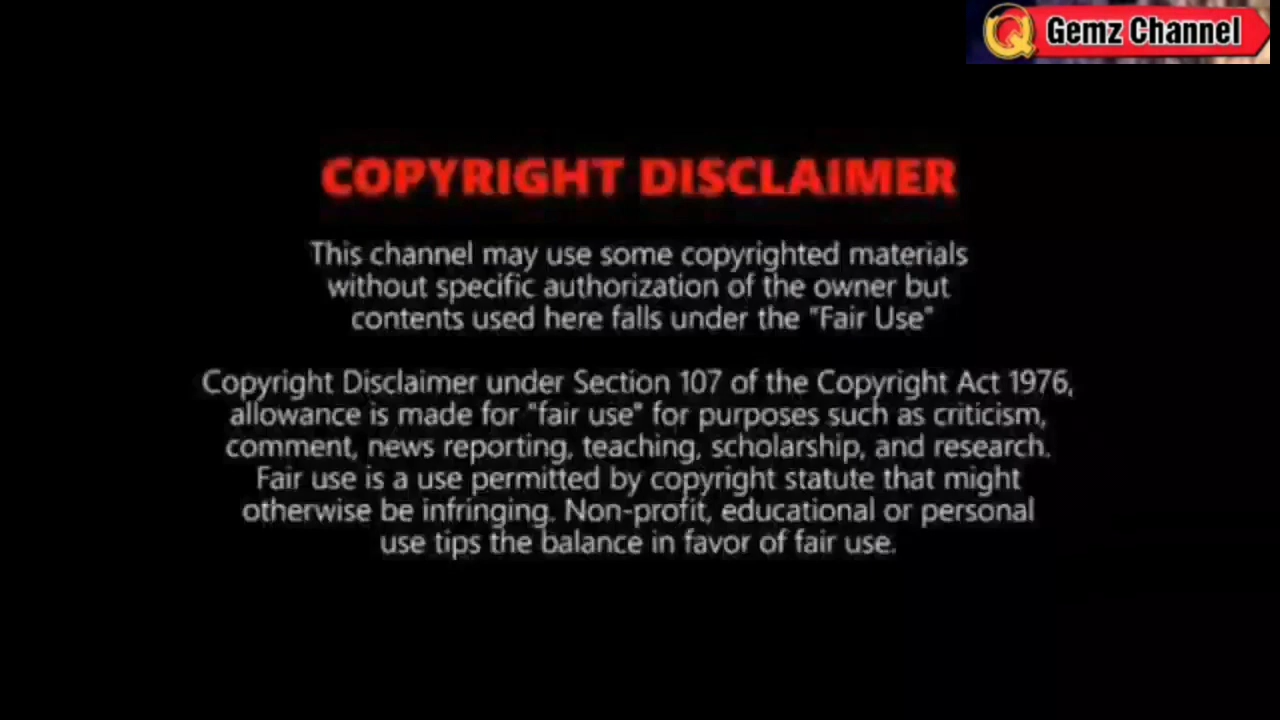 Gemz Channel
COPYRIGHT DISCLAIMER
This channel may use some copyrighted materials
without specific authorization of the owner but
contents used here falls under the "Fair Use"
Copyright Disclaimer under Section 107 of the Copyright Act 1976,
allowance is made for "fair use" for purposes such as criticism,
comment, news reporting, teaching, scholarship, and research.
Fair use is a use permitted by copyright statute that might
otherwise be infringing. Non-profit, educational or personal
use tips the balance in favor of fair use.